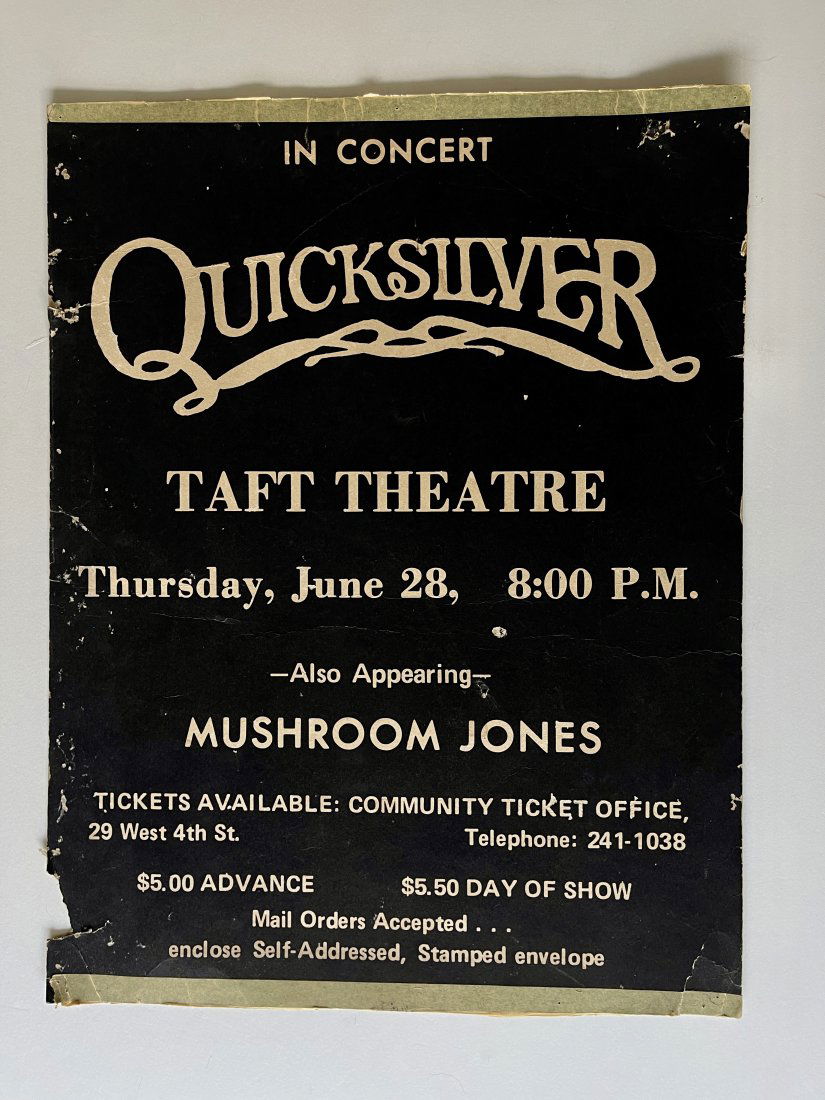 IN CONCERT
QUICKSILVER
TAFT THEATRE
Thursday, June 28, 8:00 P.M.
—Also Appearing—
MUSHROOM JONES
TICKETS AVAILABLE: COMMUNITY TICKET OFFICE,
29 West 4th St. Telephone: 241-1038
$5.00 ADVANCE $5.50 DAY OF SHOW
Mail Orders Accepted . . .
enclose Self-Addressed, Stamped envelope